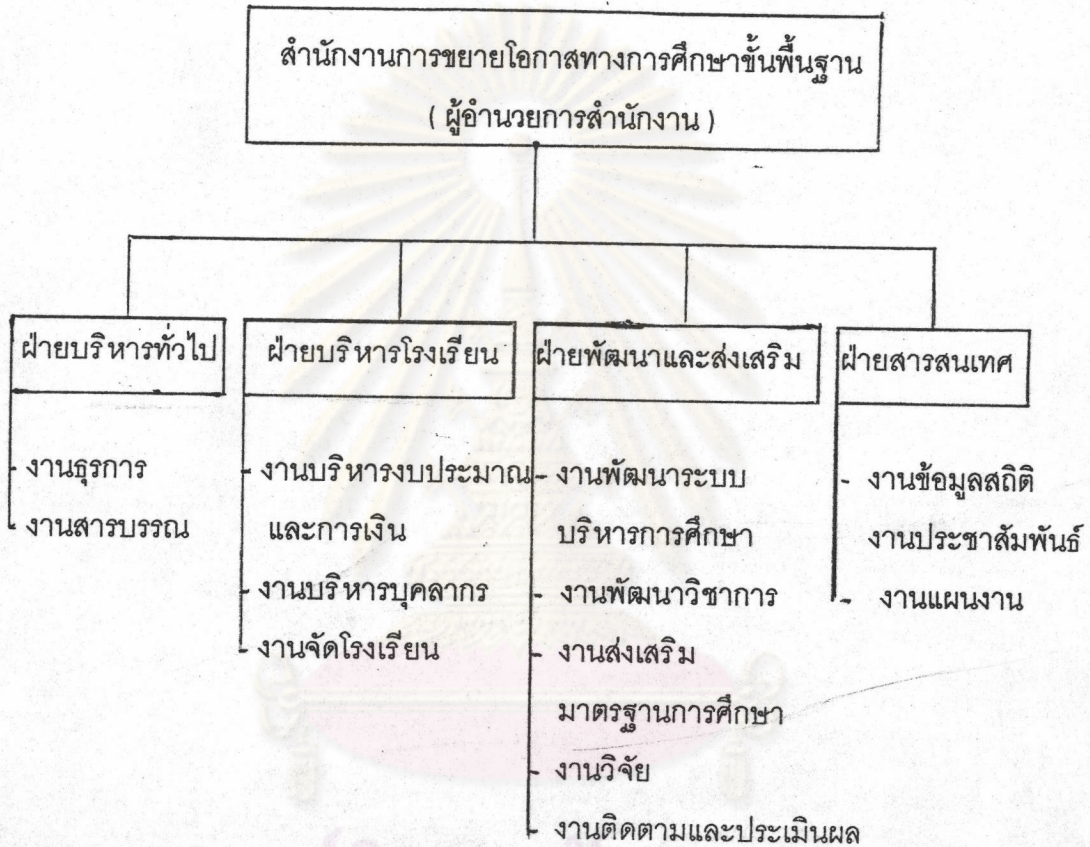 สำนักงานการขยายโอกาสทางการศึกษาขั้นพื้นฐาน
( ผู้อำนวยการสำนักงาน )
ฝ่ายบริหารทั่วไป
- งานธุรการ
- งานสารบรรณ
ฝ่ายบริหารโรงเรียน
- งานบริหารงบประมาณ
และการเงิน
- งานบริหารบุคลากร
- งานจัดโรงเรียน
ฝ่ายพัฒนาและส่งเสริม
- งานพัฒนาระบบ
บริหารการศึกษา
- งานพัฒนาวิชาการ
- งานส่งเสริม
มาตรฐานการศึกษา
- งานวิจัย
- งานติดตามและประเมินผล
ฝ่ายสารสนเทศ
- งานข้อมูลสถิติ
งานประชาสัมพันธ์
- งานแผนงาน